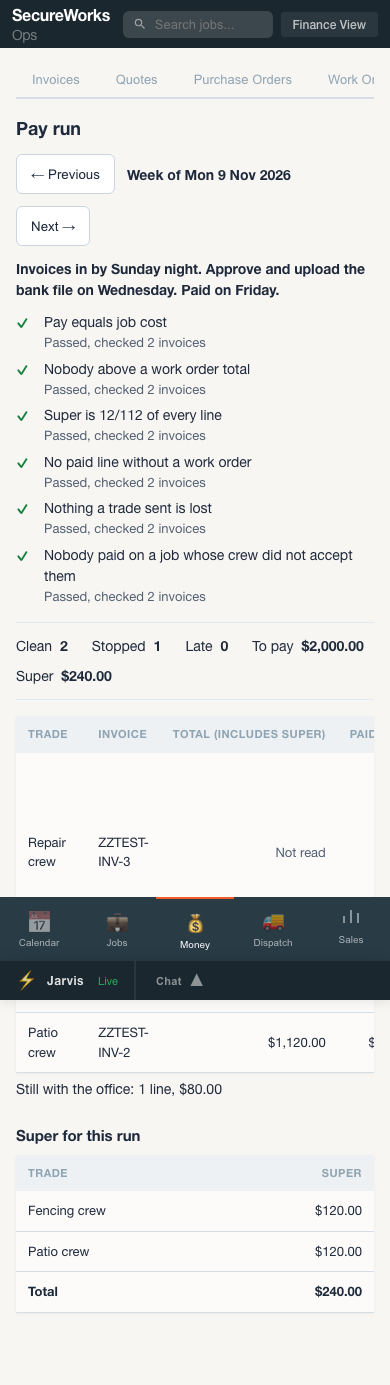 SecureWorks
Ops
Search jobs...
Finance View
Invoices
Quotes
Purchase Orders
Work Or
Pay run
← Previous
Week of Mon 9 Nov 2026
Next →
Invoices in by Sunday night. Approve and upload the
bank file on Wednesday. Paid on Friday.
Pay equals job cost
Passed, checked 2 invoices
Nobody above a work order total
Passed, checked 2 invoices
Super is 12/112 of every line
Passed, checked 2 invoices
No paid line without a work order
Passed, checked 2 invoices
Nothing a trade sent is lost
Passed, checked 2 invoices
Nobody paid on a job whose crew did not accept
them
Passed, checked 2 invoices
Clean 2 Stopped 1 Late 0 To pay $2,000.00
Super $240.00
TRADE INVOICE TOTAL (INCLUDES SUPER) PAID
Repair crew
ZZTEST-INV-3
Not read
17
Calendar
Jobs
Money
Dispatch
Sales
Jarvis Live
Chat
Patio crew
ZZTEST-INV-2
$1,120.00
$
Still with the office: 1 line, $80.00
Super for this run
TRADE SUPER
Fencing crew $120.00
Patio crew $120.00
Total $240.00